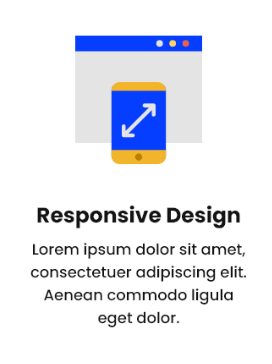 Responsive Design
Lorem ipsum dolor sit amet,
consectetuer adipiscing elit.
Aenean commodo ligula
eget dolor.